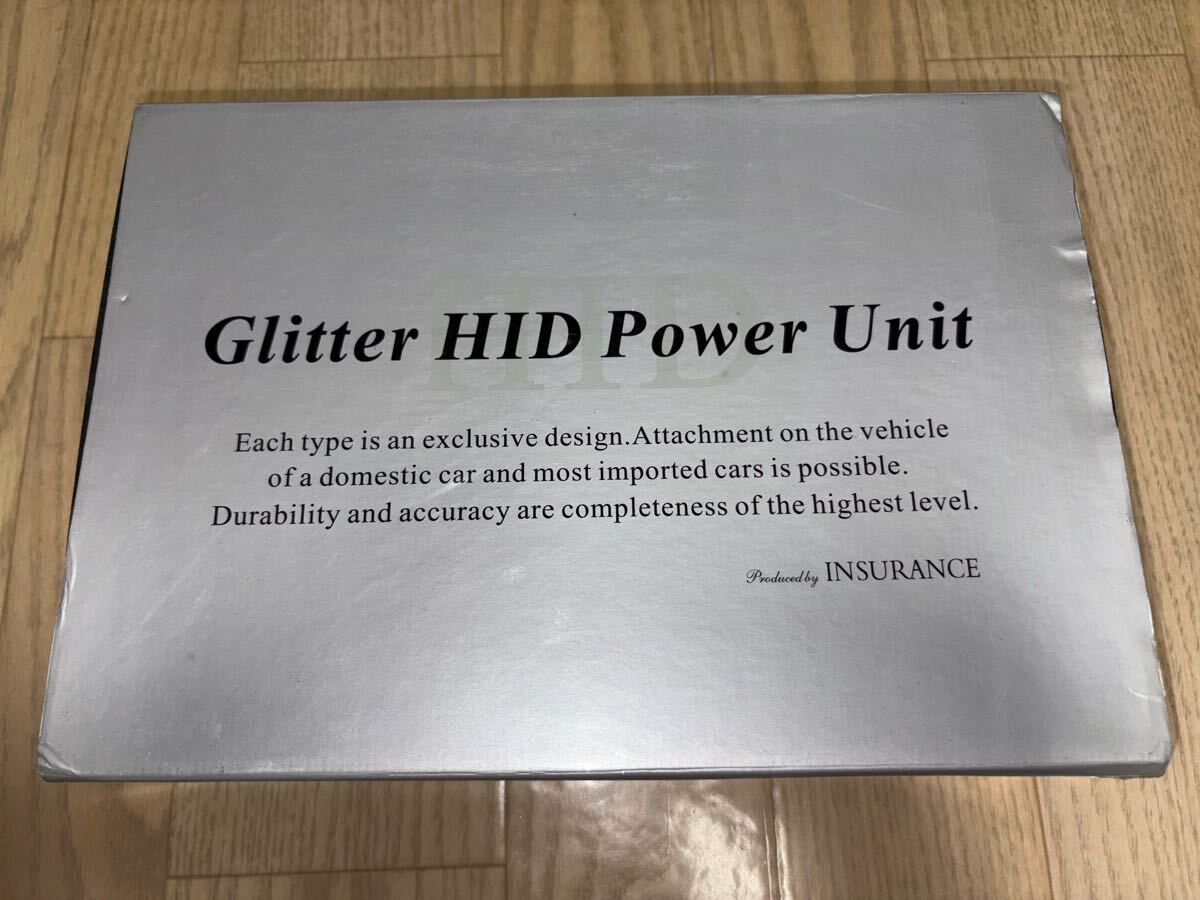 HID
Glitter HID Power Unit
Each type is an exclusive design.Attachment on the vehicle
of a domestic car and most imported cars is possible.
Durability and accuracy are completeness of the highest level.
Produced by INSURANCE